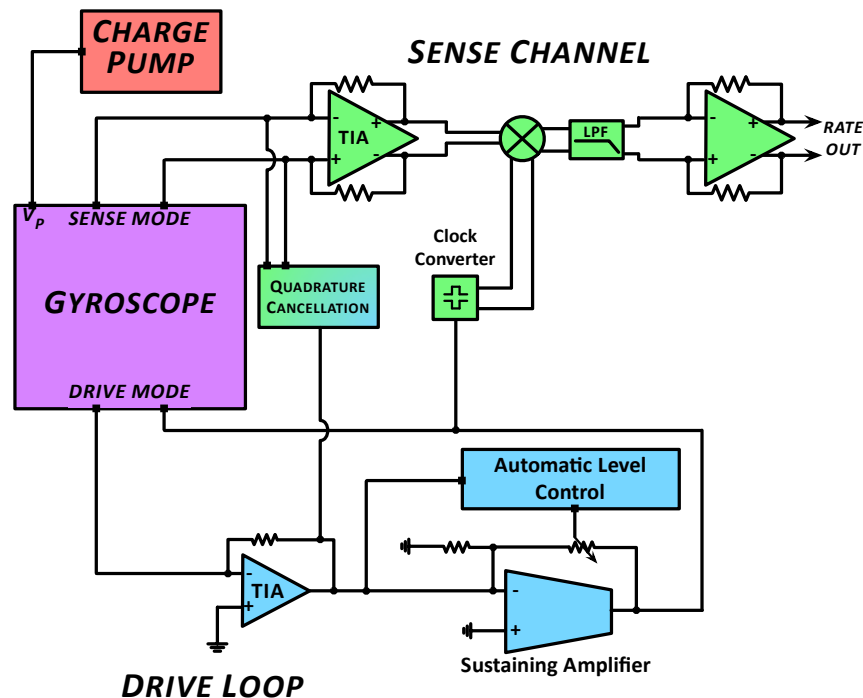 CHARGE
PUMP
SENSE CHANNEL
-
+
TIA
+
-
LPF
-
+
+
-
RATE
OUT
VP
SENSE MODE
GYROSCOPE
DRIVE MODE
QUADRATURE
CANCELLATION
Clock
Converter
Automatic Level
Control
-
TIA
+
-
+
Sustaining Amplifier
DRIVE LOOP